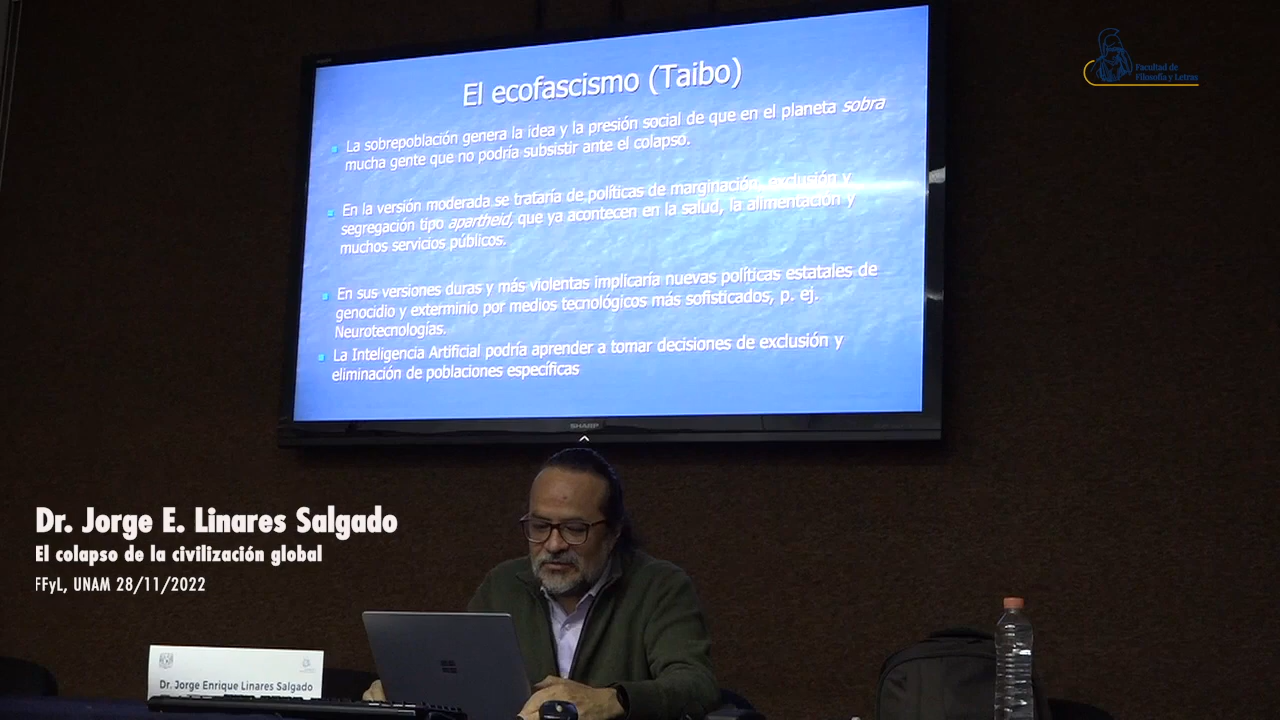 El ecofascismo (Taibo)
La sobrepoblación genera la idea y la presión social de que en el planeta sobra
mucha gente que no podría subsistir ante el colapso.
En la versión moderada se trataría de políticas de marginación, exclusión y
segregación tipo apartheid, que ya acontecen en la salud, la alimentación y
muchos servicios públicos.
En sus versiones duras y más violentas implicaría nuevas políticas estatales de
genocidio y exterminio por medios tecnológicos más sofisticados, p. ej.
Neurotecnologías.
La Inteligencia Artificial podría aprender a tomar decisiones de exclusión y
eliminación de poblaciones específicas
SHARP
Facultad de
Filosofía y Letras
Dr. Jorge E. Linares Salgado
El colapso de la civilización global
FFyL, UNAM 28/11/2022
Dr. Jorge Enrique Linares Salgado